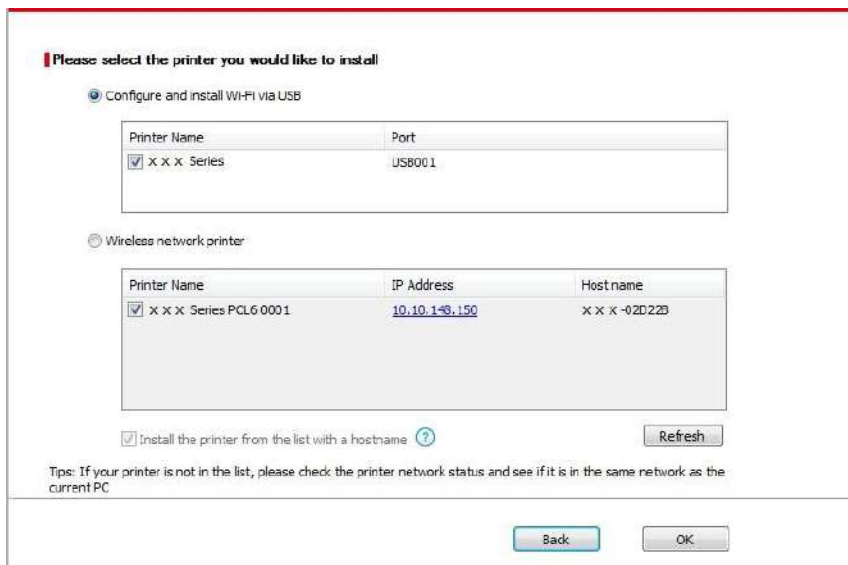 Please select the printer you would like to install
Configure and install Wi-Fi via USB
Printer Name Port
X X X Series USB001
Wireless network printer
Printer Name IP Address Host name
X X X Series PCL6 0001 10.10.148.150 X X X -02D22B
Install the printer from the list with a hostname ?
Refresh
Tips: If your printer is not in the list, please check the printer network status and see if it is in the same network as the
current PC
Back OK